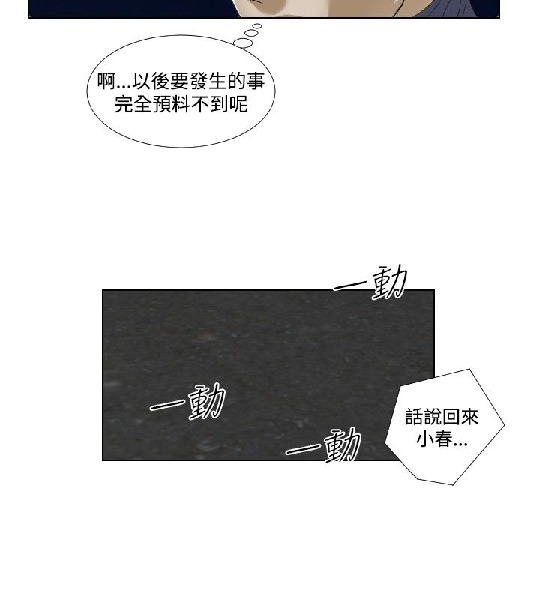 啊...以後要發生的事
完全預料不到呢
一動
一動
一動
話說回來
小春...